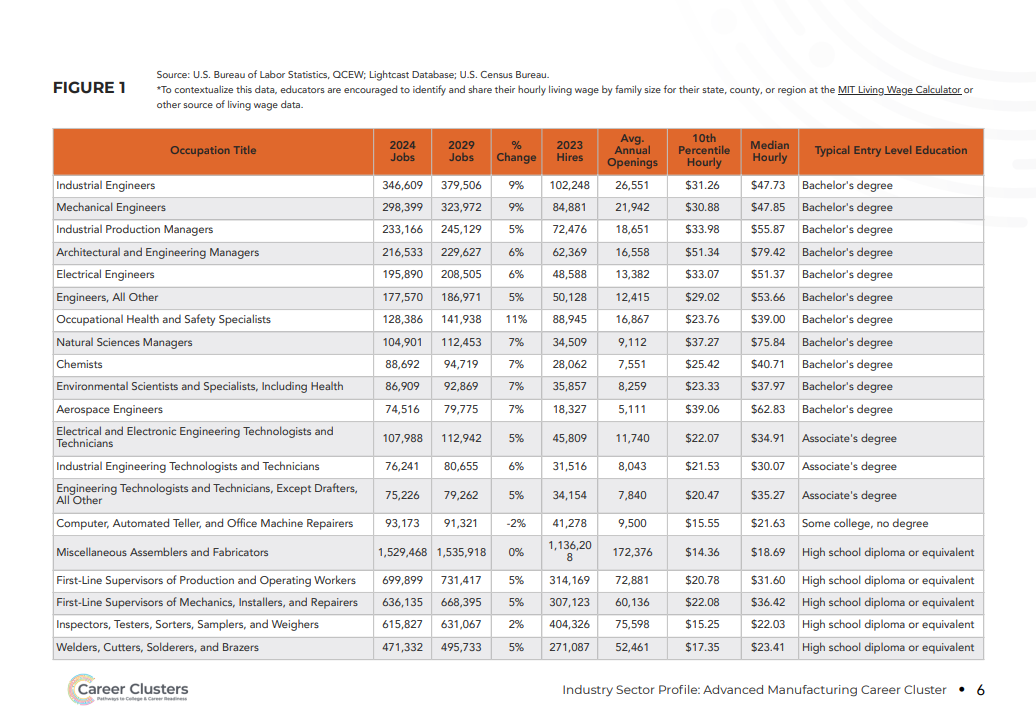 Source: U.S. Bureau of Labor Statistics, QCEW; Lightcast Database; U.S. Census Bureau.
FIGURE 1
*To contextualize this data, educators are encouraged to identify and share their hourly living wage by family size for their state, county, or region at the MIT Living Wage Calculator or
other source of living wage data.
Occupation Title 2024 Jobs 2029 Jobs % Change 2023 Hires Avg. Annual Openings 10th Percentile Hourly Median Hourly Typical Entry Level Education
Industrial Engineers 346,609 379,506 9% 102,248 26,551 $31.26 $47.73 Bachelor's degree
Mechanical Engineers 298,399 323,972 9% 84,881 21,942 $30.88 $47.85 Bachelor's degree
Industrial Production Managers 233,166 245,129 5% 72,476 18,651 $33.98 $55.87 Bachelor's degree
Architectural and Engineering Managers 216,533 229,627 6% 62,369 16,558 $51.34 $79.42 Bachelor's degree
Electrical Engineers 195,890 208,505 6% 48,588 13,382 $33.07 $51.37 Bachelor's degree
Engineers, All Other 177,570 186,971 5% 50,128 12,415 $29.02 $53.66 Bachelor's degree
Occupational Health and Safety Specialists 128,386 141,938 11% 88,945 16,867 $23.76 $39.00 Bachelor's degree
Natural Sciences Managers 104,901 112,453 7% 34,509 9,112 $37.27 $75.84 Bachelor's degree
Chemists 88,692 94,719 7% 28,062 7,551 $25.42 $40.71 Bachelor's degree
Environmental Scientists and Specialists, Including Health 86,909 92,869 7% 35,857 8,259 $23.33 $37.97 Bachelor's degree
Aerospace Engineers 74,516 79,775 7% 18,327 5,111 $39.06 $62.83 Bachelor's degree
Electrical and Electronic Engineering Technologists and
Technicians 107,988 112,942 5% 45,809 11,740 $22.07 $34.91 Associate's degree
Industrial Engineering Technologists and Technicians 76,241 80,655 6% 31,516 8,043 $21.53 $30.07 Associate's degree
Engineering Technologists and Technicians, Except Drafters,
All Other 75,226 79,262 5% 34,154 7,840 $20.47 $35.27 Associate's degree
Computer, Automated Teller, and Office Machine Repairers 93,173 91,321 -2% 41,278 9,500 $15.55 $21.63 Some college, no degree
Miscellaneous Assemblers and Fabricators 1,529,468 1,535,918 0% 1,136,208 172,376 $14.36 $18.69 High school diploma or equivalent
First-Line Supervisors of Production and Operating Workers 699,899 731,417 5% 314,169 72,881 $20.78 $31.60 High school diploma or equivalent
First-Line Supervisors of Mechanics, Installers, and Repairers 636,135 668,395 5% 307,123 60,136 $22.08 $36.42 High school diploma or equivalent
Inspectors, Testers, Sorters, Samplers, and Weighers 615,827 631,067 2% 404,326 75,598 $15.25 $22.03 High school diploma or equivalent
Welders, Cutters, Solderers, and Brazers 471,332 495,733 5% 271,087 52,461 $17.35 $23.41 High school diploma or equivalent
Career Clusters
Pathways to College & Career Readiness
Industry Sector Profile: Advanced Manufacturing Career Cluster • 6